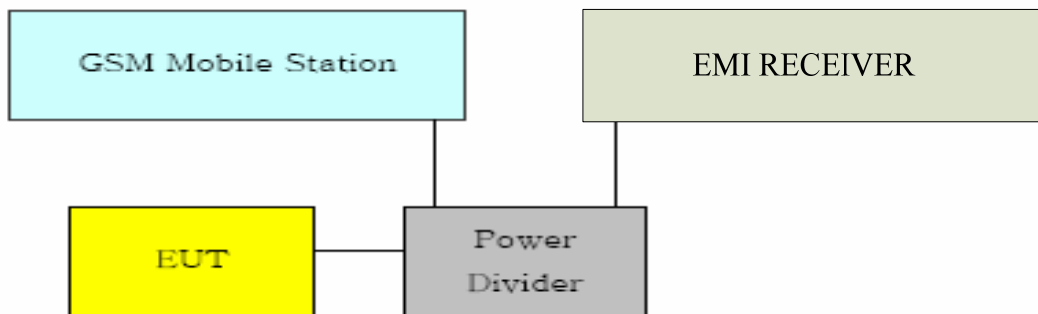 GSM Mobile Station
EMI RECEIVER
EUT
Power
Divider